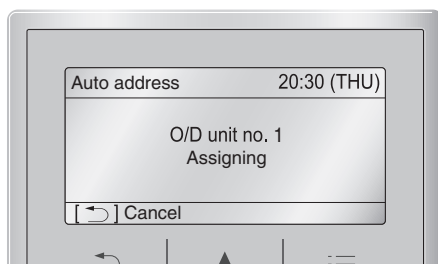 Auto address 20:30 (THU)
O/D unit no. 1
Assigning
[⮌] Cancel